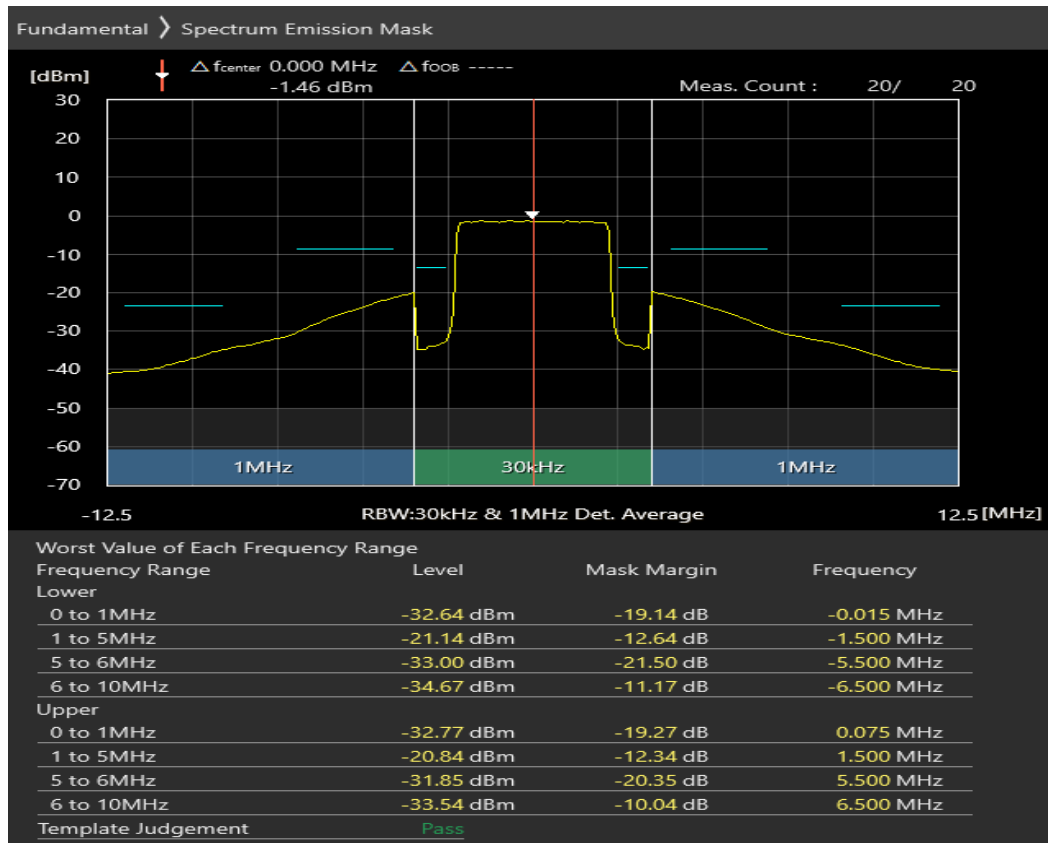 Fundamental ❯ Spectrum Emission Mask
[dBm] △ fcenter 0.000 MHz △ fOOB -----
-1.46 dBm Meas. Count : 20/ 20
30
20
10
0
-10
-20
-30
-40
-50
-60
1MHz 30kHz 1MHz
-70
-12.5 RBW:30kHz & 1MHz Det. Average 12.5 [MHz]
Worst Value of Each Frequency Range
Frequency Range Level Mask Margin Frequency
Lower
0 to 1MHz -32.64 dBm -19.14 dB -0.015 MHz
1 to 5MHz -21.14 dBm -12.64 dB -1.500 MHz
5 to 6MHz -33.00 dBm -21.50 dB -5.500 MHz
6 to 10MHz -34.67 dBm -11.17 dB -6.500 MHz
Upper
0 to 1MHz -32.77 dBm -19.27 dB 0.075 MHz
1 to 5MHz -20.84 dBm -12.34 dB 1.500 MHz
5 to 6MHz -31.85 dBm -20.35 dB 5.500 MHz
6 to 10MHz -33.54 dBm -10.04 dB 6.500 MHz
Template Judgement Pass